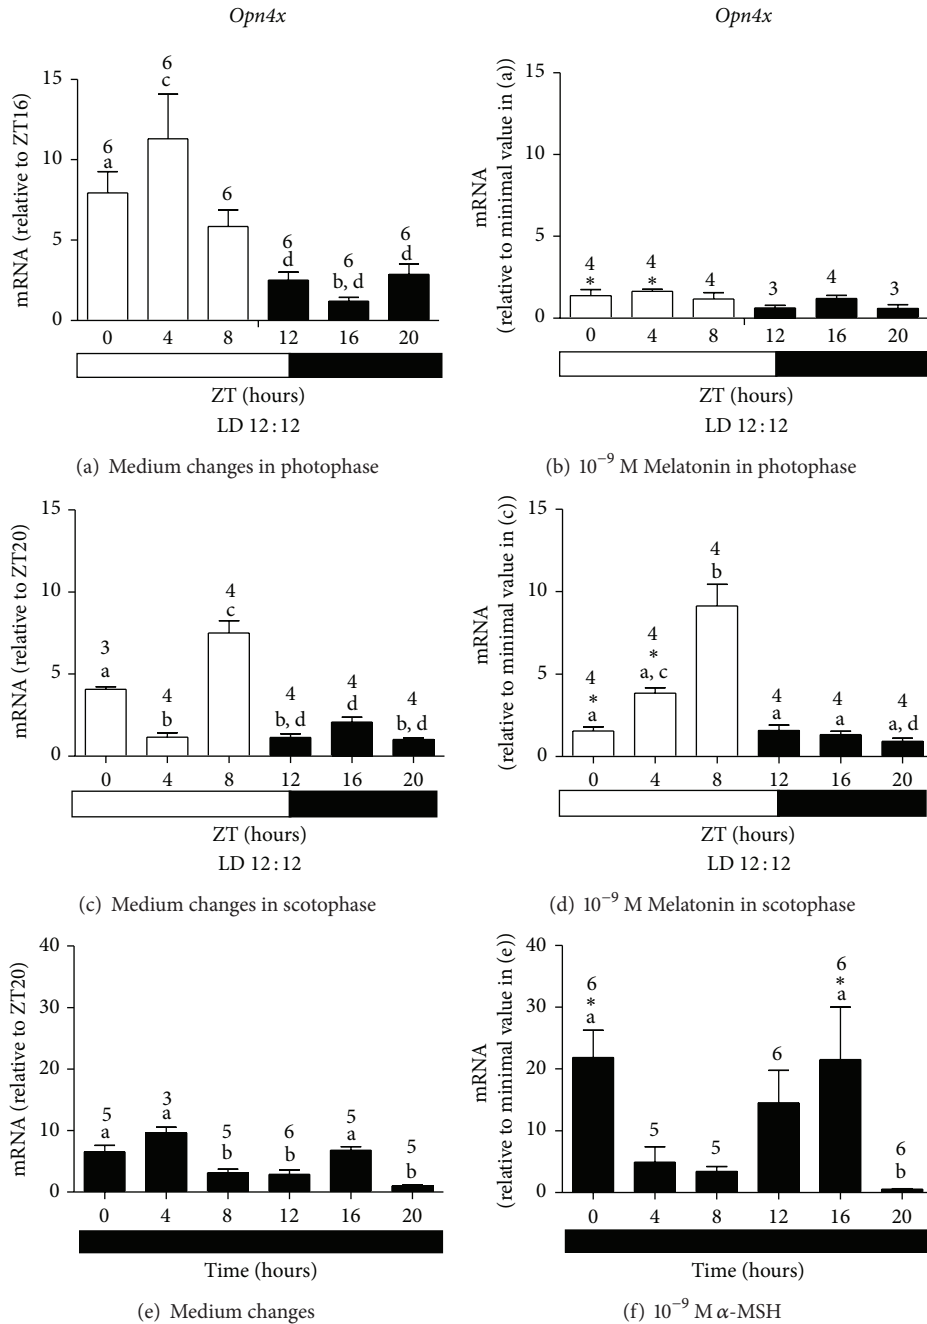 Opn4x
mRNA (relative to ZT16)
15
10
5
0
6
a
6
c
6
6
d
6
b, d
6
d
0 4 8 12 16 20
ZT (hours)
LD 12:12
(a) Medium changes in photophase
Opn4x
mRNA
(relative to minimal value in (a))
15
10
5
0
4
*
4
*
4
3
4
3
0 4 8 12 16 20
ZT (hours)
LD 12:12
(b) 10⁻⁹ M Melatonin in photophase
mRNA (relative to ZT20)
15
10
5
0
3
a
4
b
4
c
4
b, d
4
d
4
b, d
0 4 8 12 16 20
ZT (hours)
LD 12:12
(c) Medium changes in scotophase
mRNA
(relative to minimal value in (c))
15
10
5
0
4
*
a
4
*
a, c
4
b
4
a
4
a
4
a, d
0 4 8 12 16 20
ZT (hours)
LD 12:12
(d) 10⁻⁹ M Melatonin in scotophase
mRNA (relative to ZT20)
40
30
20
10
0
5
a
3
a
5
b
6
b
5
a
5
b
0 4 8 12 16 20
Time (hours)
(e) Medium changes
mRNA
(relative to minimal value in (e))
40
30
20
10
0
6
*
a
5
5
6
6
*
a
6
b
0 4 8 12 16 20
Time (hours)
(f) 10⁻⁹ M α-MSH